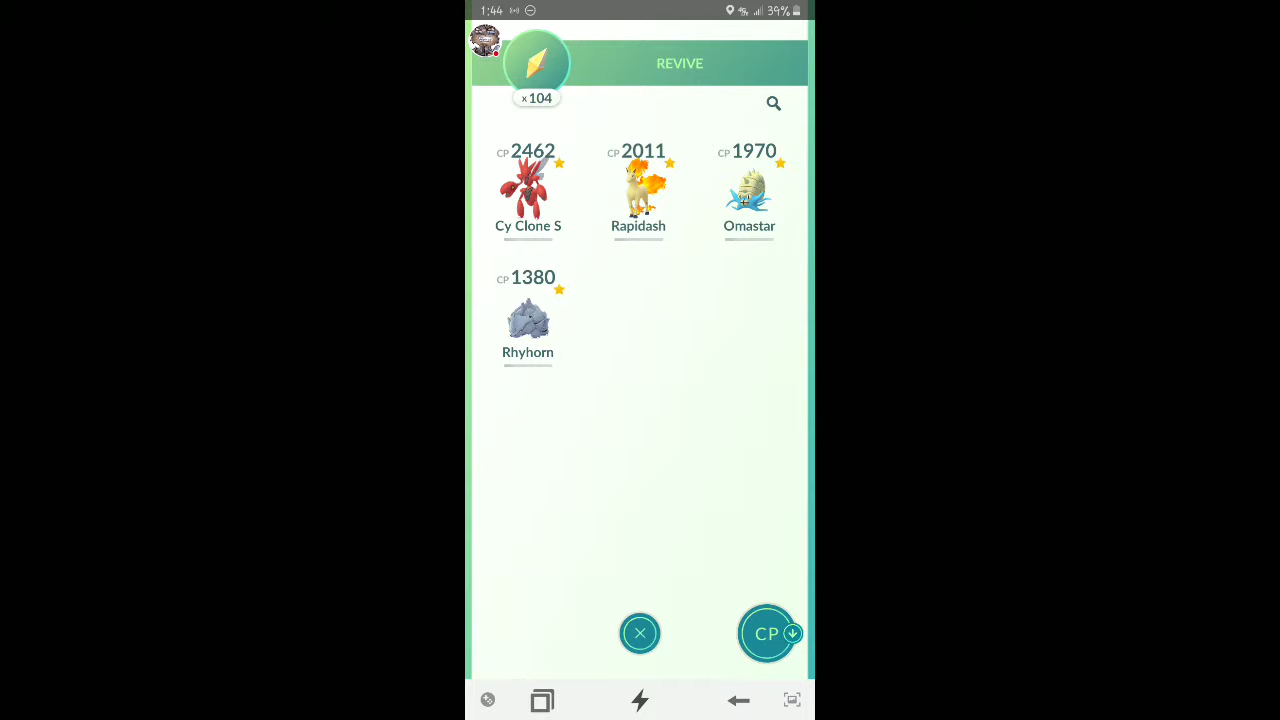 1:44 39%
REVIVE
x104
CP 2462 CP 2011 CP 1970
Cy Clone S Rapidash Omastar
CP 1380
Rhyhorn
CP